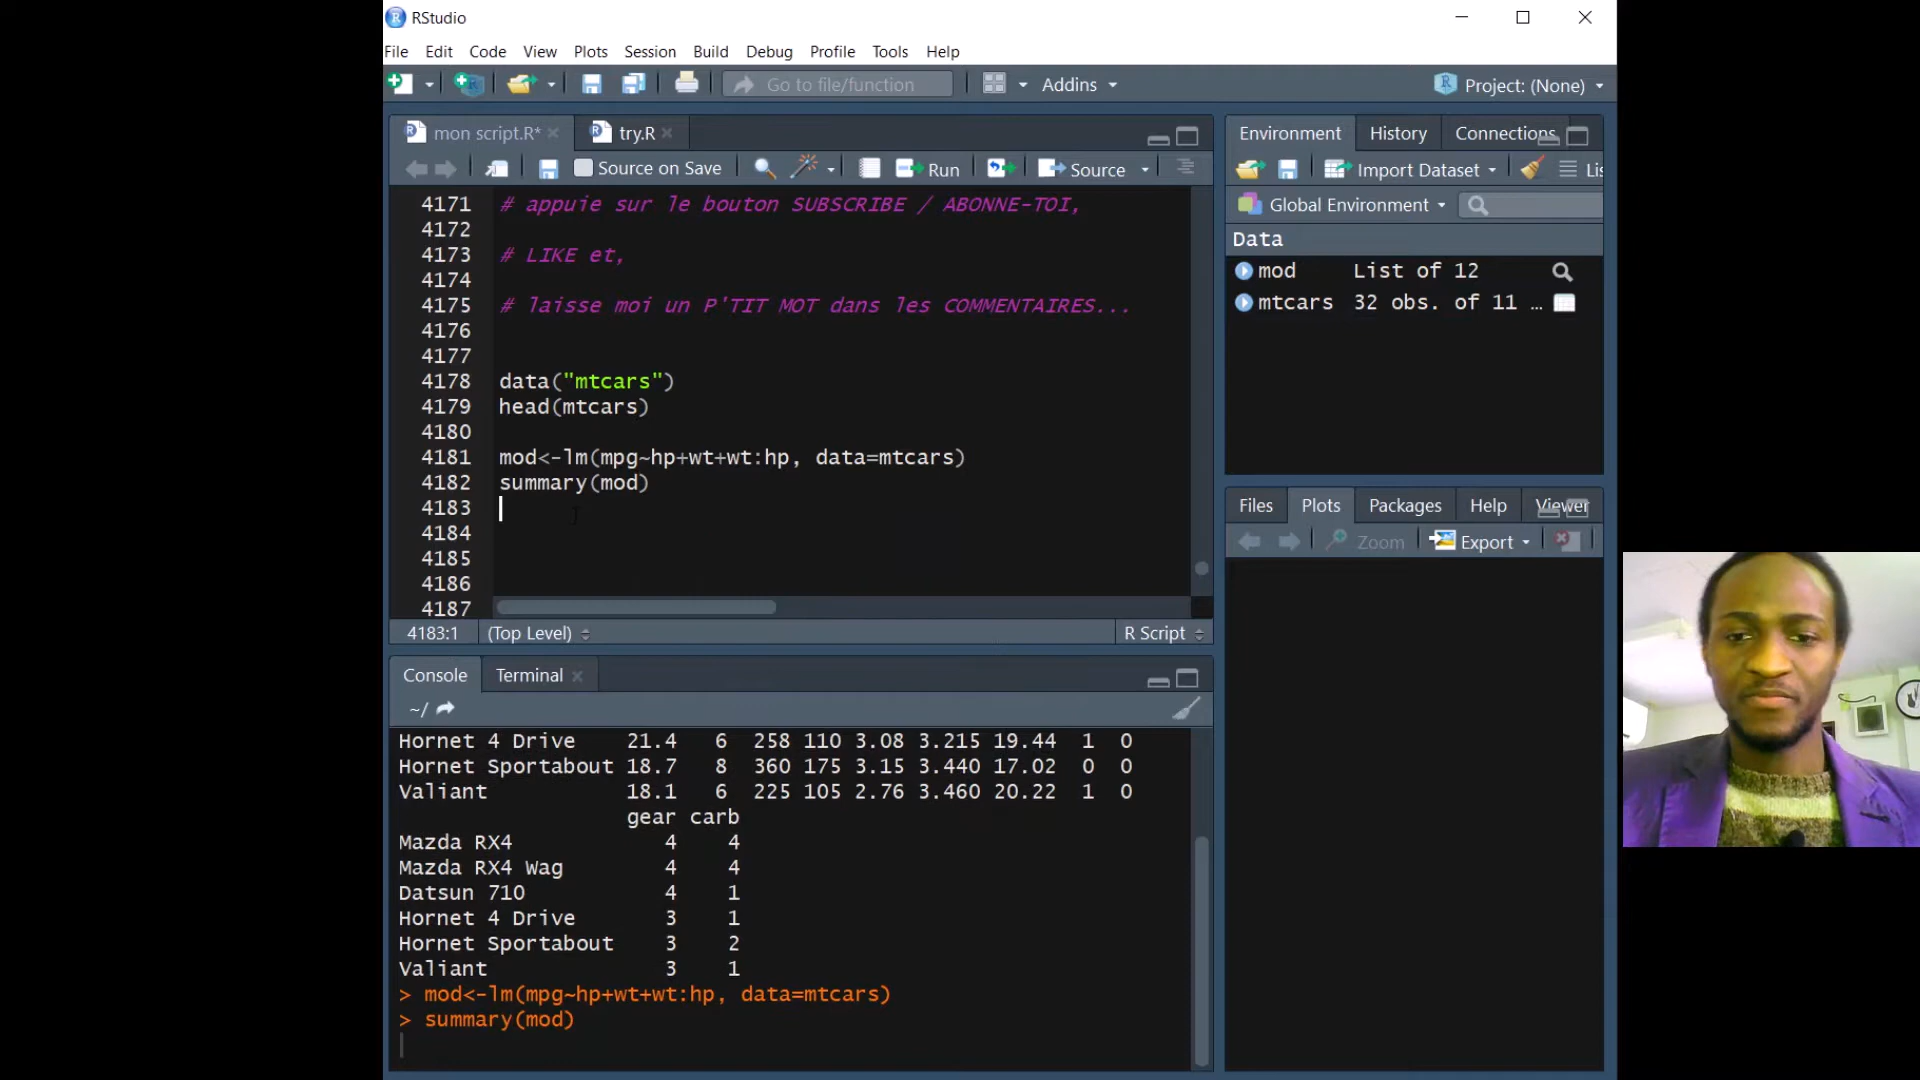 RStudio
File Edit Code View Plots Session Build Debug Profile Tools Help
Go to file/function Addins Project: (None)
mon script.R* try.R
Source on Save Run Source
4171 # appuie sur le bouton SUBSCRIBE / ABONNE-TOI,
4172
4173 # LIKE et,
4174
4175 # laisse moi un P'TIT MOT dans les COMMENTAIRES...
4176
4177
4178 data("mtcars")
4179 head(mtcars)
4180
4181 mod<-lm(mpg~hp+wt+wt:hp, data=mtcars)
4182 summary(mod)
4183
4184
4185
4186
4187
4183:1 (Top Level) R Script
Console Terminal
~/
Hornet 4 Drive 21.4 6 258 110 3.08 3.215 19.44 1 0
Hornet Sportabout 18.7 8 360 175 3.15 3.440 17.02 0 0
Valiant 18.1 6 225 105 2.76 3.460 20.22 1 0
gear carb
Mazda RX4 4 4
Mazda RX4 Wag 4 4
Datsun 710 4 1
Hornet 4 Drive 3 1
Hornet Sportabout 3 2
Valiant 3 1
> mod<-lm(mpg~hp+wt+wt:hp, data=mtcars)
> summary(mod)
Environment History Connections
Import Dataset Lis
Global Environment
Data
mod List of 12
mtcars 32 obs. of 11 …
Files Plots Packages Help Viewer
Zoom Export